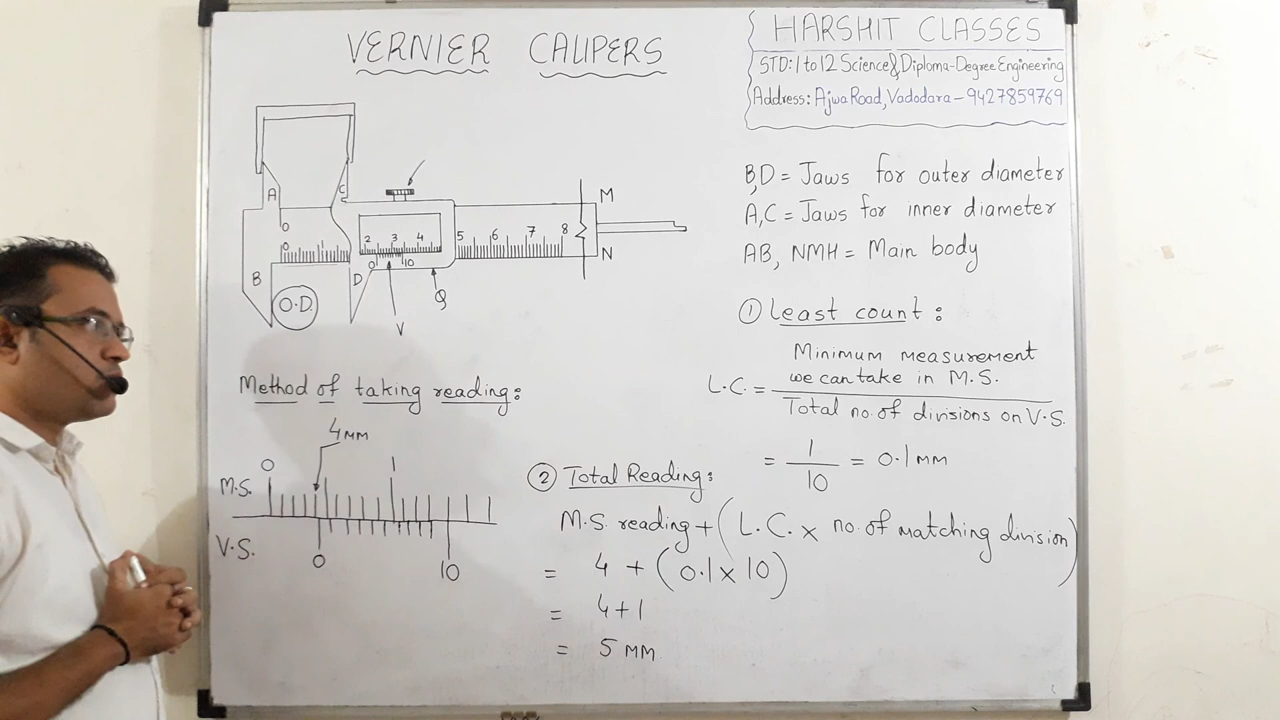 VERNIER CALIPERS
HARSHIT CLASSES
STD: 1 to 12 Science & Diploma-Degree Engineering
Address: Ajwa Road, Vadodara - 9427859769
A
C
0
0 1
2 3 4
0 10
5 6 7 8
M
N
B
O.D.
D
Q
V
B,D = Jaws for outer diameter
A,C = Jaws for inner diameter
AB, NMH = Main body
① Least count:
L.C. = Minimum measurement
we can take in M.S.
Total no. of divisions on V.S.
= 1
10
= 0.1 MM
Method of taking reading:
4 MM
0 1
M.S.
V.S.
0 10
② Total Reading:
M.S. reading + (L.C. × no. of matching division)
= 4 + (0.1 × 10)
= 4+1
= 5 MM